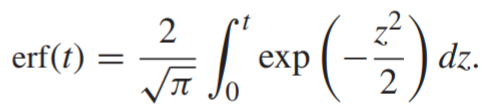 erf(t) = \frac{2}{\sqrt{\pi}} \int_0^t \exp\left(-\frac{z^2}{2}\right) dz.